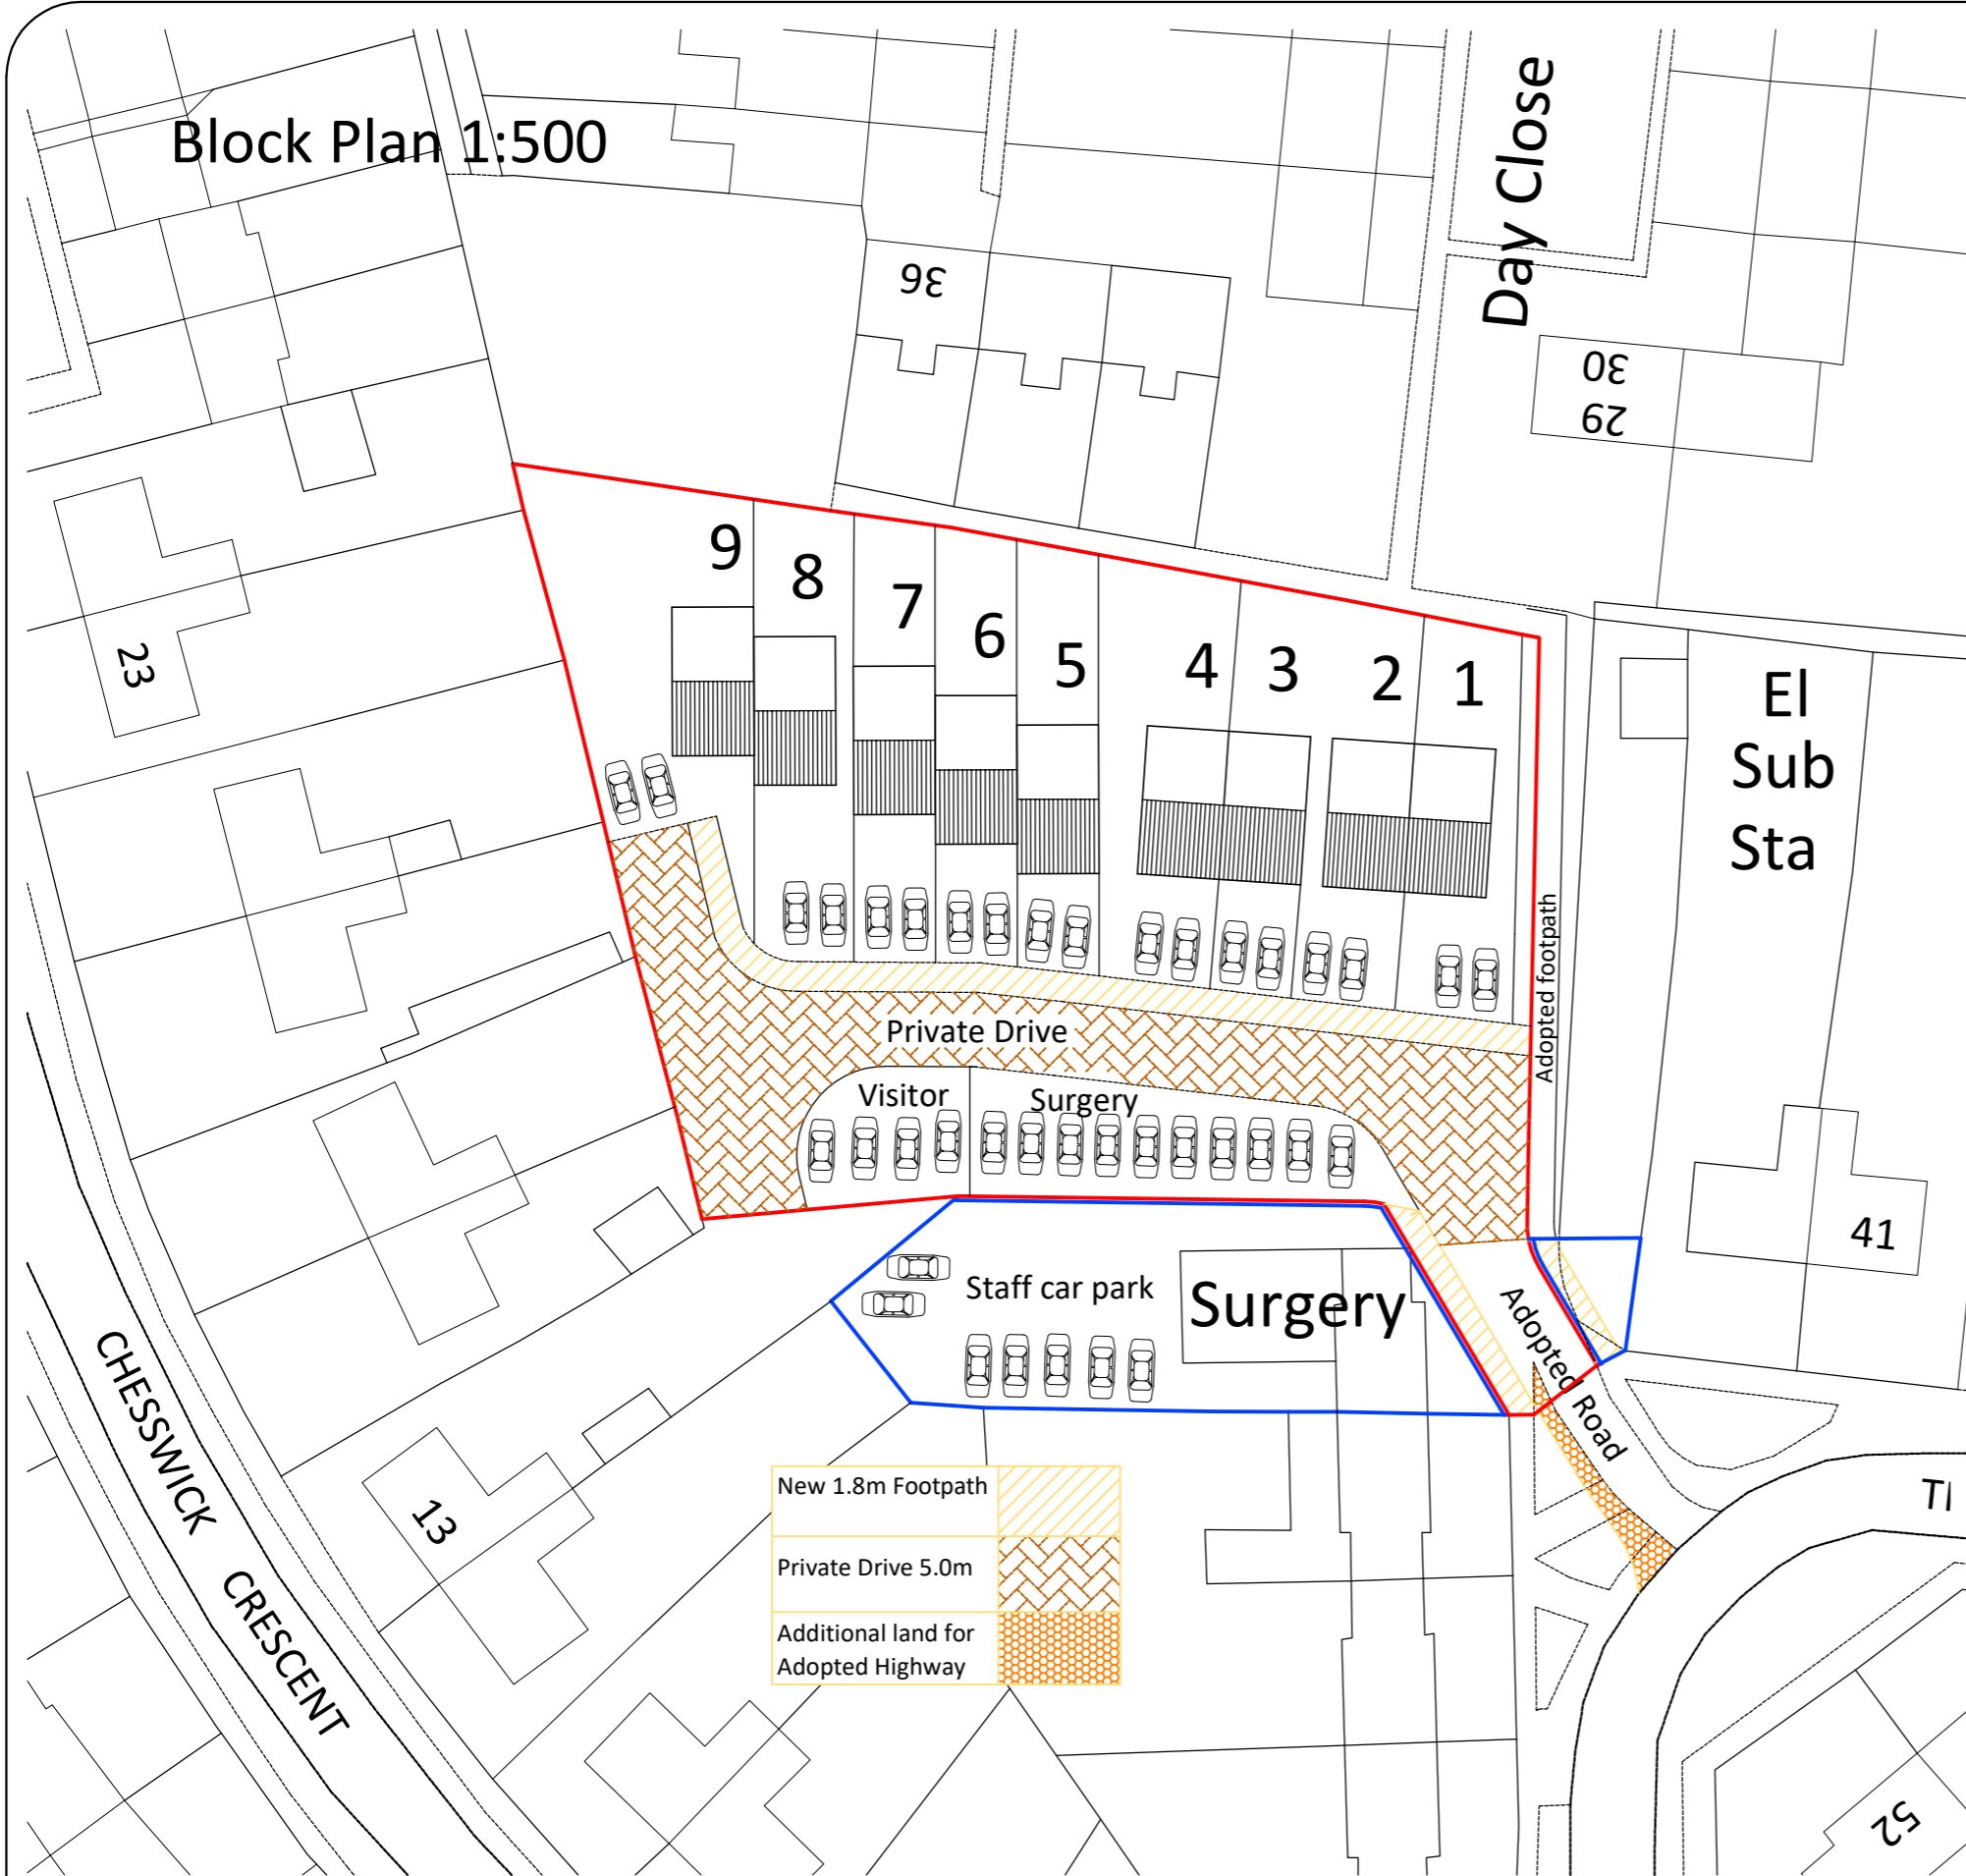 Block Plan 1:500
Day Close
36
30
29
9
8
7
6
5
4
3
2
1
El
Sub
Sta
23
Adopted footpath
Private Drive
Visitor
Surgery
41
Staff car park
Surgery
Adopted Road
CHESSWICK CRESCENT
13
New 1.8m Footpath
Private Drive 5.0m
Additional land for
Adopted Highway
52